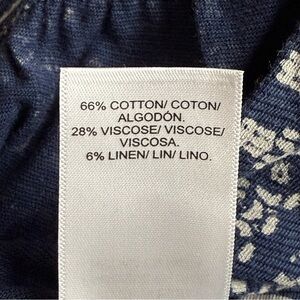 66% COTTON/ COTON/
ALGODÓN.
28% VISCOSE/ VISCOSE/
VISCOSA.
6% LINEN/ LIN/ LINO.